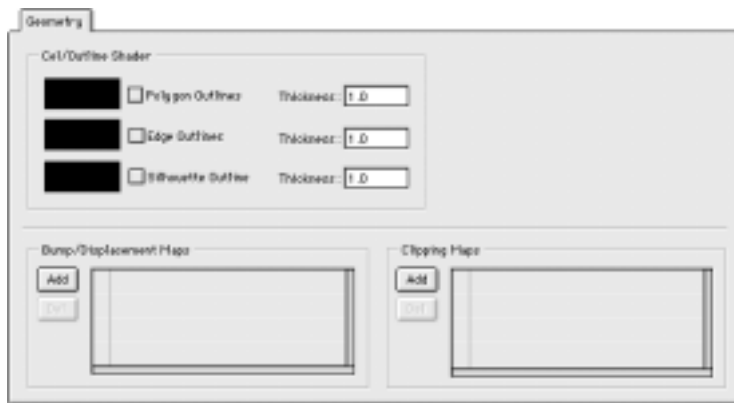 Geometry
Cel/Outline Shader
Polygon Outlines Thickness: 1.0
Edge Outlines Thickness: 1.0
Silhouette Outline Thickness: 1.0
Bump/Displacement Maps
Clipping Maps
Add
Add
Del
Del